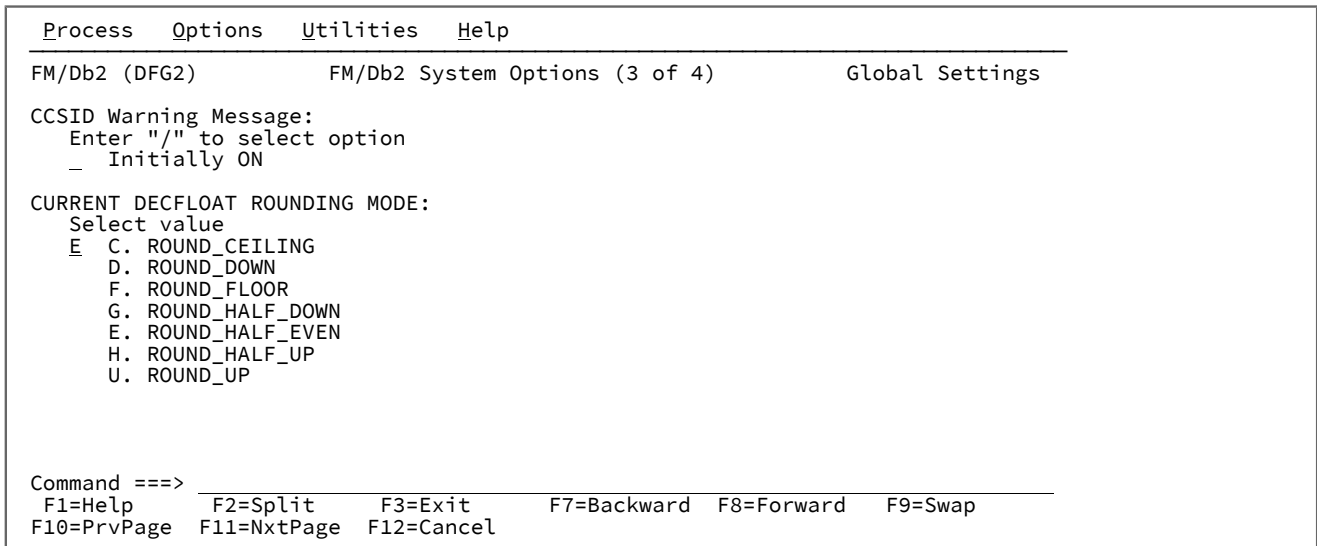 Process Options Utilities Help
FM/Db2 (DFG2) FM/Db2 System Options (3 of 4) Global Settings
CCSID Warning Message:
Enter "/" to select option
_ Initially ON
CURRENT DECFLOAT ROUNDING MODE:
Select value
E C. ROUND_CEILING
D. ROUND_DOWN
F. ROUND_FLOOR
G. ROUND_HALF_DOWN
E. ROUND_HALF_EVEN
H. ROUND_HALF_UP
U. ROUND_UP
Command ===>
F1=Help F2=Split F3=Exit F7=Backward F8=Forward F9=Swap
F10=PrvPage F11=NxtPage F12=Cancel